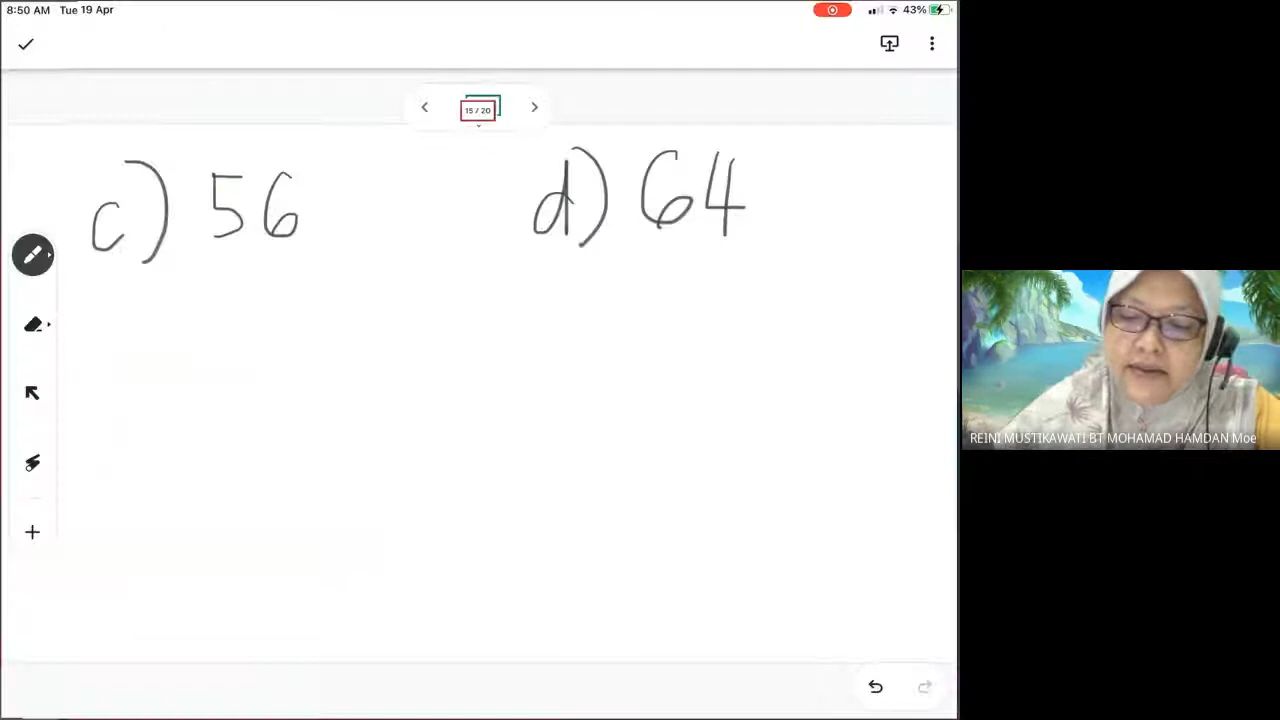 8:50 AM Tue 19 Apr
43%
15 / 20
c) 56
d) 64
REINI MUSTIKAWATI BT MOHAMAD HAMDAN Moe